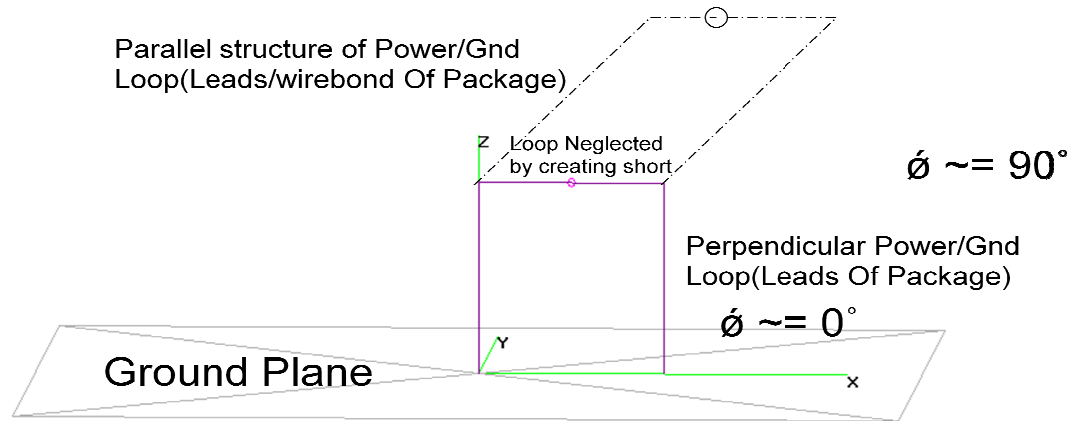 Parallel structure of Power/Gnd
Loop(Leads/wirebond Of Package)
Z
Loop Neglected
by creating short
ǿ ~= 90°
Perpendicular Power/Gnd
Loop(Leads Of Package)
ǿ ~= 0°
Y
Ground Plane
X